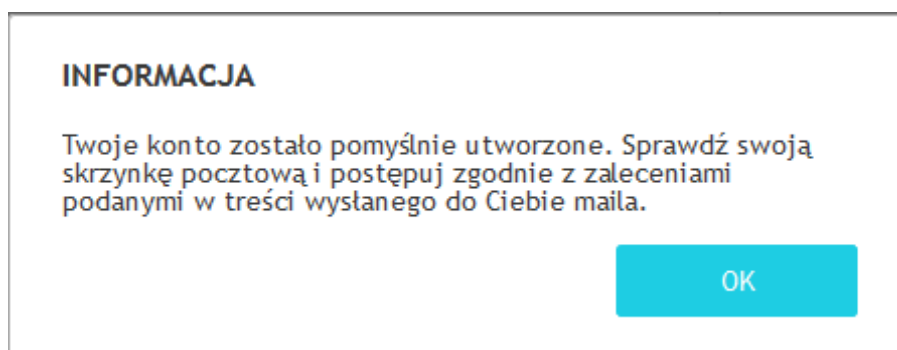 INFORMACJA
Twoje konto zostało pomyślnie utworzone. Sprawdź swoją
skrzynkę pocztową i postępuj zgodnie z zaleceniami
podanymi w treści wysłanego do Ciebie maila.
OK